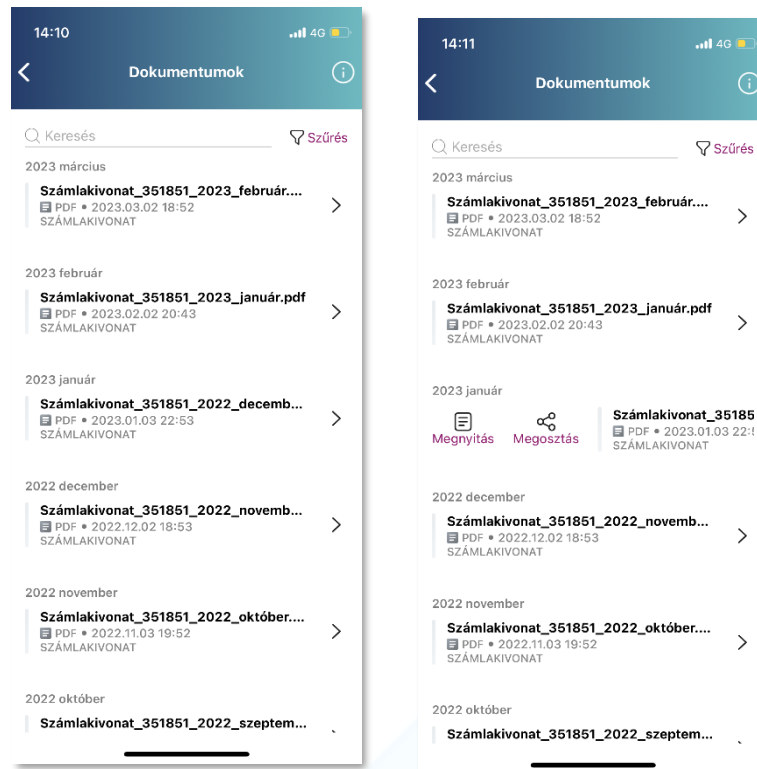 14:10
4G
Dokumentumok
Keresés
Szűrés
2023 március
Számlakivonat_351851_2023_február....
PDF • 2023.03.02 18:52
SZÁMLAKIVONAT
2023 február
Számlakivonat_351851_2023_január.pdf
PDF • 2023.02.02 20:43
SZÁMLAKIVONAT
2023 január
Számlakivonat_351851_2022_decemb...
PDF • 2023.01.03 22:53
SZÁMLAKIVONAT
2022 december
Számlakivonat_351851_2022_novemb...
PDF • 2022.12.02 18:53
SZÁMLAKIVONAT
2022 november
Számlakivonat_351851_2022_október....
PDF • 2022.11.03 19:52
SZÁMLAKIVONAT
2022 október
Számlakivonat_351851_2022_szeptem...
14:11
4G
Dokumentumok
Keresés
Szűrés
2023 március
Számlakivonat_351851_2023_február....
PDF • 2023.03.02 18:52
SZÁMLAKIVONAT
2023 február
Számlakivonat_351851_2023_január.pdf
PDF • 2023.02.02 20:43
SZÁMLAKIVONAT
2023 január
Megnyitás
Megosztás
Számlakivonat_35185
PDF • 2023.01.03 22:
SZÁMLAKIVONAT
2022 december
Számlakivonat_351851_2022_novemb...
PDF • 2022.12.02 18:53
SZÁMLAKIVONAT
2022 november
Számlakivonat_351851_2022_október....
PDF • 2022.11.03 19:52
SZÁMLAKIVONAT
2022 október
Számlakivonat_351851_2022_szeptem...